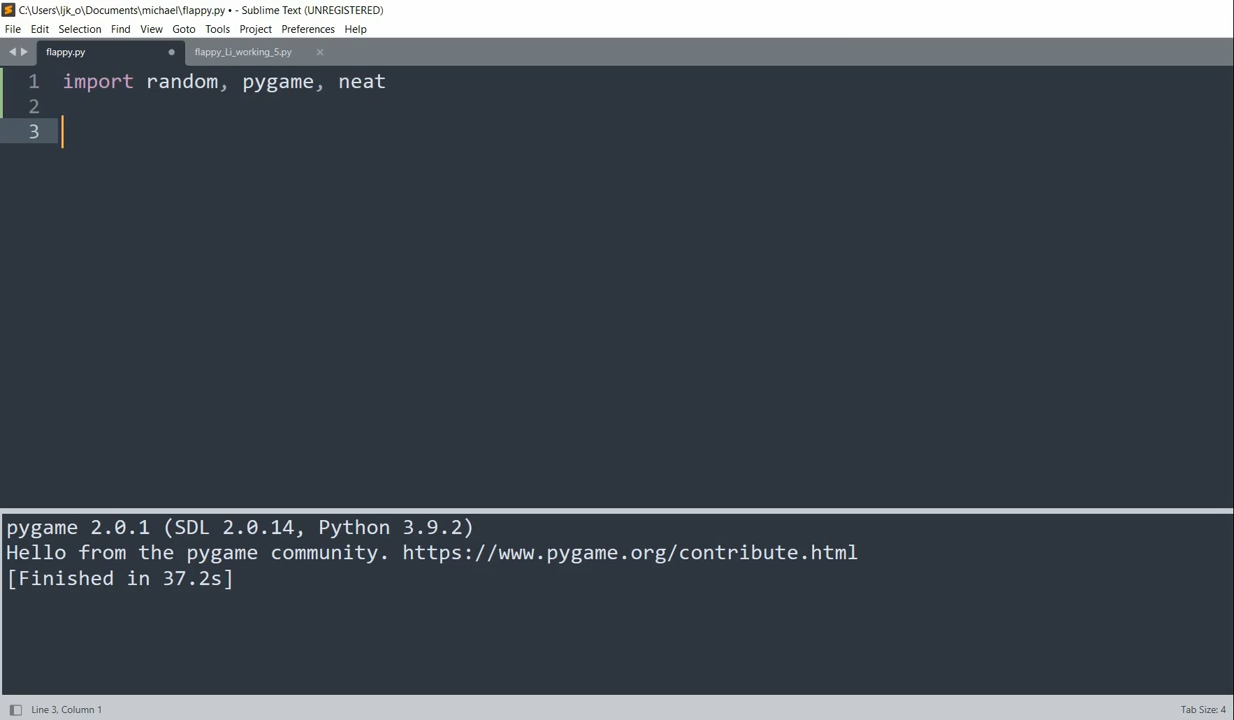 C:\Users\ljk_o\Documents\michael\flappy.py • - Sublime Text (UNREGISTERED)
File Edit Selection Find View Goto Tools Project Preferences Help
flappy.py flappy_Li_working_5.py
1 import random, pygame, neat
2
3
pygame 2.0.1 (SDL 2.0.14, Python 3.9.2)
Hello from the pygame community. https://www.pygame.org/contribute.html
[Finished in 37.2s]
Line 3, Column 1 Tab Size: 4